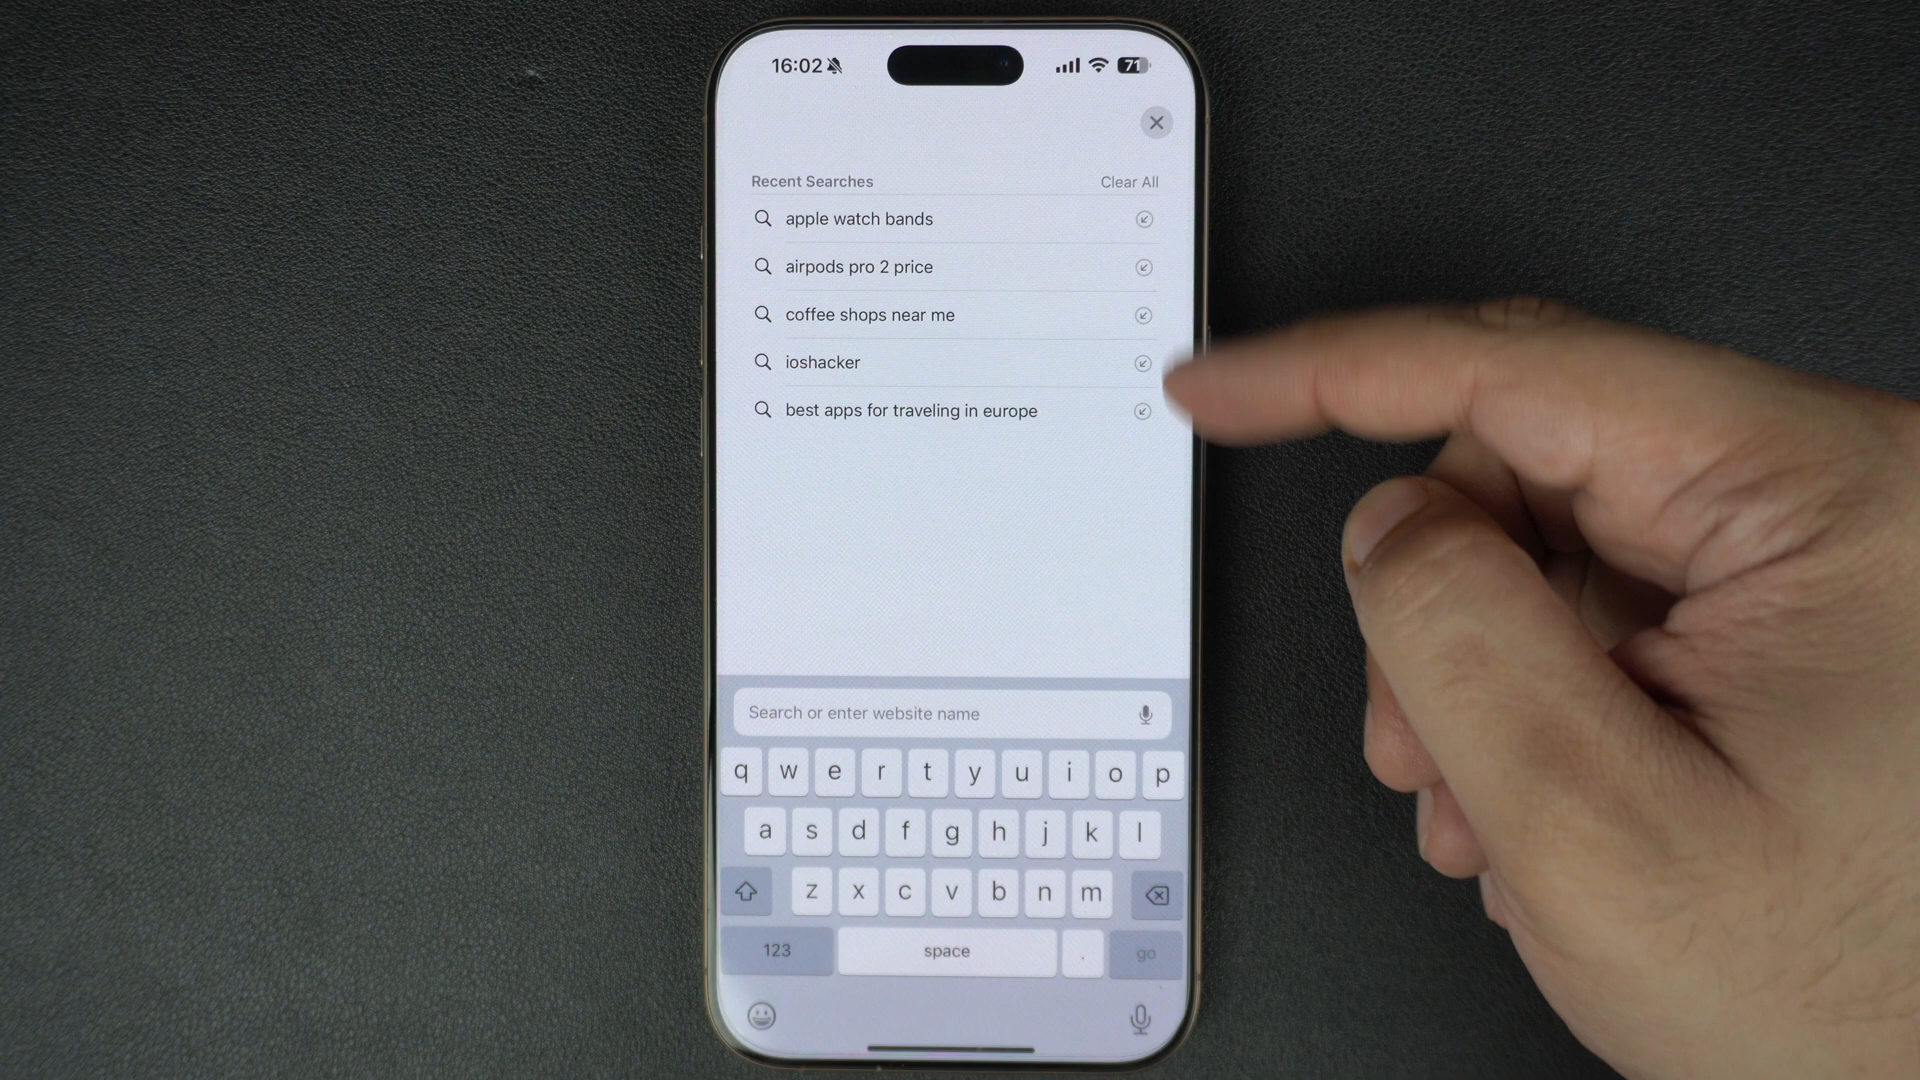 16:02
71
Recent Searches Clear All
apple watch bands
airpods pro 2 price
coffee shops near me
ioshacker
best apps for traveling in europe
Search or enter website name
q w e r t y u i o p
a s d f g h j k l
z x c v b n m
123 space . go